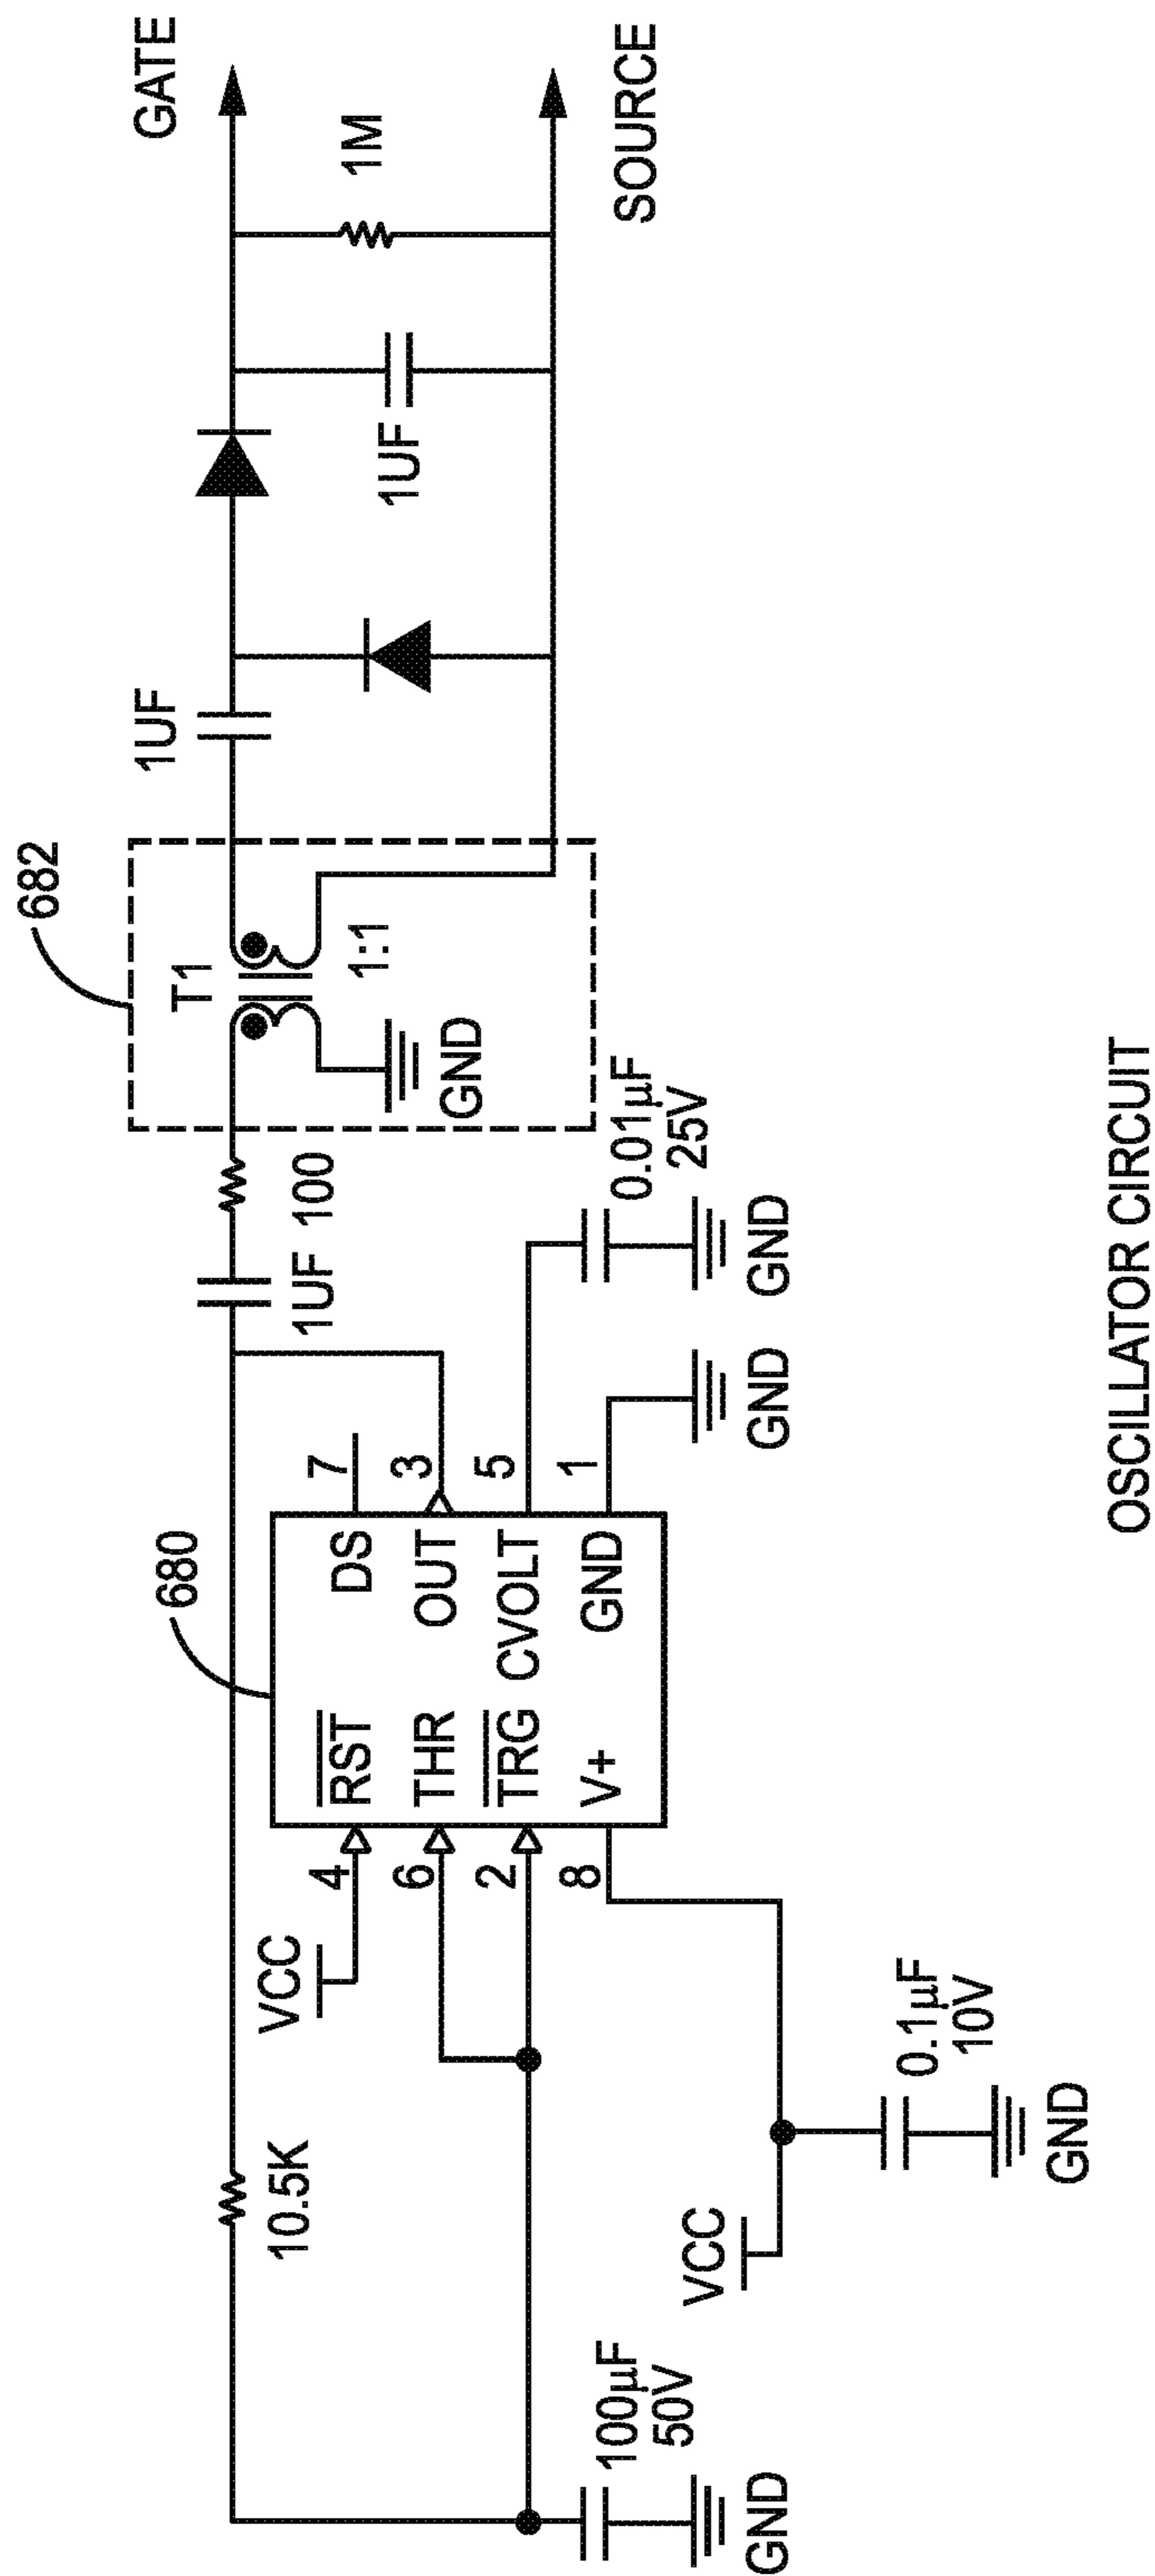 682
T1
1UF
GATE
1:1
1UF
1M
SOURCE
GND
1UF
100
680
10.5K
VCC
4
RST
DS
7
6
THR
OUT
3
2
TRG
CVOLT
5
8
V+
GND
1
0.01µF
25V
GND
GND
100µF
50V
GND
VCC
0.1µF
10V
GND
OSCILLATOR CIRCUIT